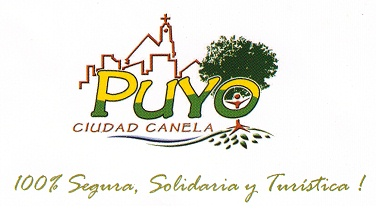 PUYO
CIUDAD CANELA
100% Segura, Solidaria y Turística !